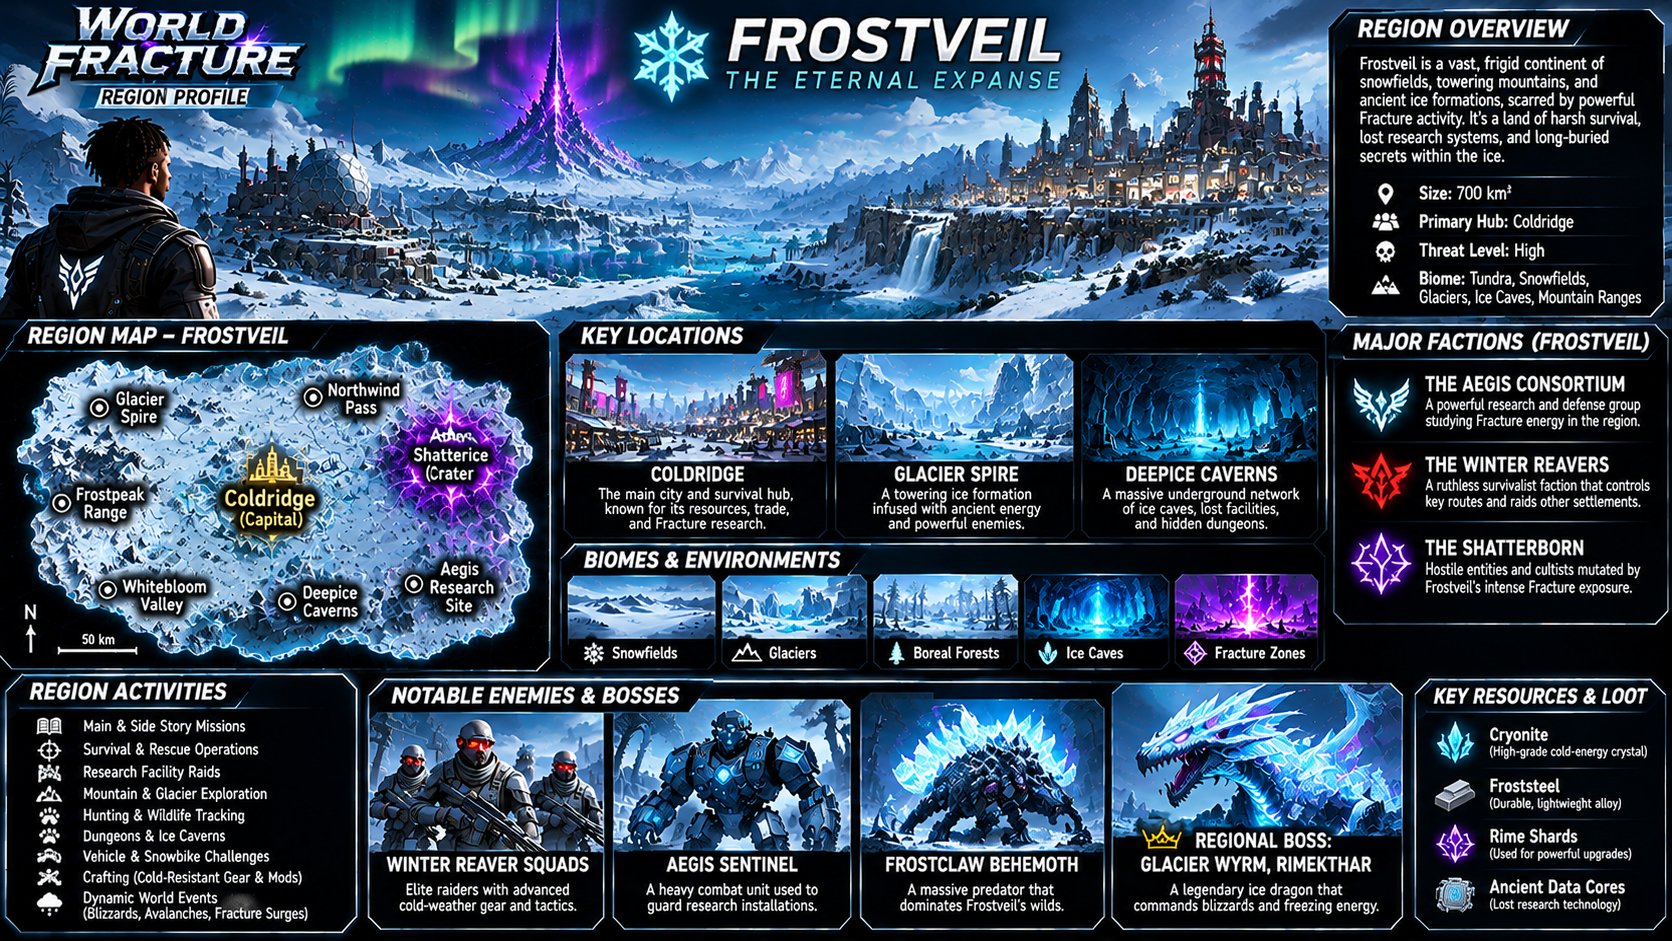 WORLD
FRACTURE
REGION PROFILE
FROSTVEIL
THE ETERNAL EXPANSE
REGION OVERVIEW
Frostveil is a vast, frigid continent of
snowfields, towering mountains, and
ancient ice formations, scarred by powerful
Fracture activity. It's a land of harsh survival,
lost research systems, and long-buried
secrets within the ice.
Size: 700 km²
Primary Hub: Coldridge
Threat Level: High
Biome: Tundra, Snowfields,
Glaciers, Ice Caves, Mountain Ranges
REGION MAP – FROSTVEIL
Glacier
Spire
Northwind
Pass
Shatterice
(Crater
Coldridge
(Capital)
Frostpeak
Range
Whitebloom
Valley
Deepice
Caverns
Aegis
Research
Site
N
50 km
KEY LOCATIONS
COLDRIDGE
The main city and survival hub,
known for its resources, trade,
and Fracture research.
GLACIER SPIRE
A towering ice formation
infused with ancient energy
and powerful enemies.
DEEPICE CAVERNS
A massive underground network
of ice caves, lost facilities,
and hidden dungeons.
BIOMES & ENVIRONMENTS
Snowfields
Glaciers
Boreal Forests
Ice Caves
Fracture Zones
MAJOR FACTIONS (FROSTVEIL)
THE AEGIS CONSORTIUM
A powerful research and defense group
studying Fracture energy in the region.
THE WINTER REAVERS
A ruthless survivalist faction that controls
key routes and raids other settlements.
THE SHATTERBORN
Hostile entities and cultists mutated by
Frostveil's intense Fracture exposure.
REGION ACTIVITIES
Main & Side Story Missions
Survival & Rescue Operations
Research Facility Raids
Mountain & Glacier Exploration
Hunting & Wildlife Tracking
Dungeons & Ice Caverns
Vehicle & Snowbike Challenges
Crafting (Cold-Resistant Gear & Mods)
Dynamic World Events
(Blizzards, Avalanches, Fracture Surges)
NOTABLE ENEMIES & BOSSES
WINTER REAVER SQUADS
Elite raiders with advanced
cold-weather gear and tactics.
AEGIS SENTINEL
A heavy combat unit used to
guard research installations.
FROSTCLAW BEHEMOTH
A massive predator that
dominates Frostveil's wilds.
REGIONAL BOSS:
GLACIER WYRM, RIMEKTHAR
A legendary ice dragon that
commands blizzards and freezing energy.
KEY RESOURCES & LOOT
Cryonite
(High-grade cold-energy crystal)
Froststeel
(Durable, lightwieght alloy)
Rime Shards
(Used for powerful upgrades)
Ancient Data Cores
(Lost research technology)